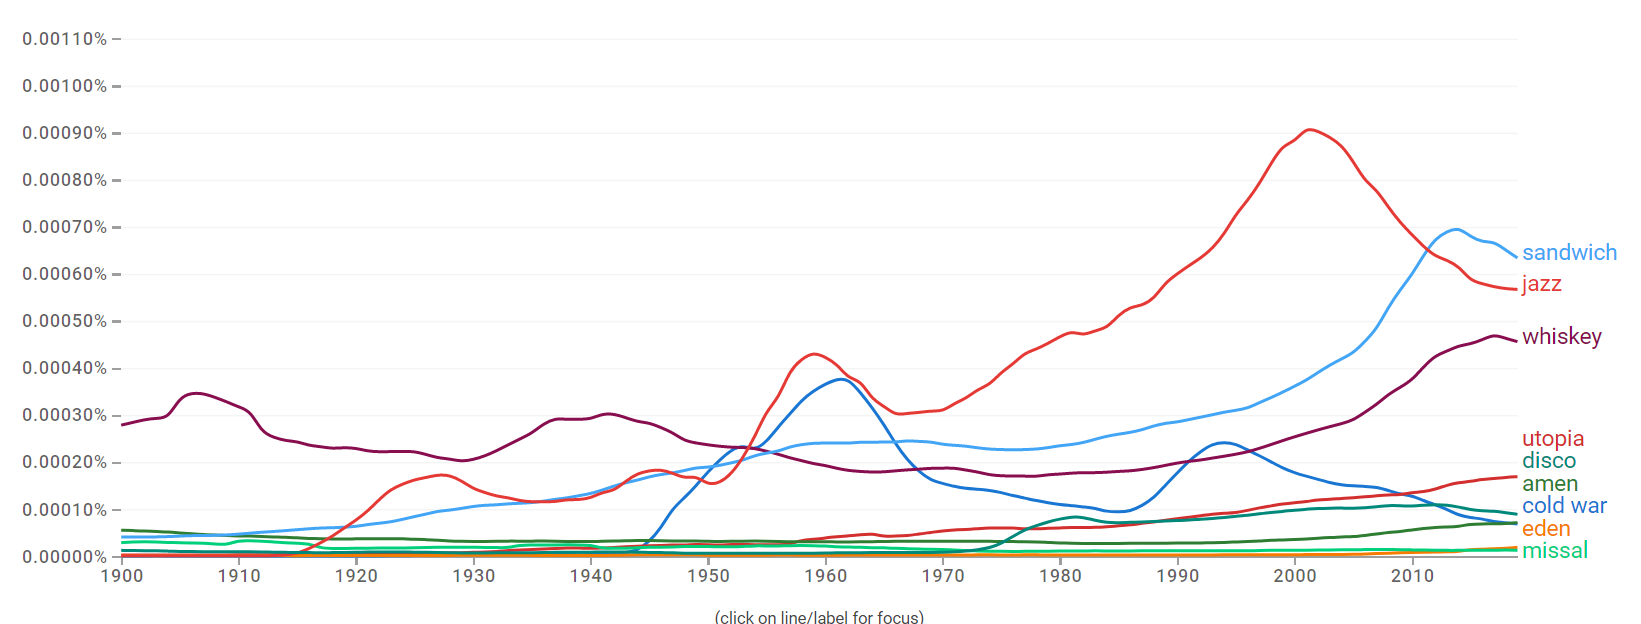 0.00110%
0.00100%
0.00090%
0.00080%
0.00070%
0.00060%
0.00050%
0.00040%
0.00030%
0.00020%
0.00010%
0.00000%
1900 1910 1920 1930 1940 1950 1960 1970 1980 1990 2000 2010
sandwich
jazz
whiskey
utopia
disco
amen
cold war
eden
missal
(click on line/label for focus)